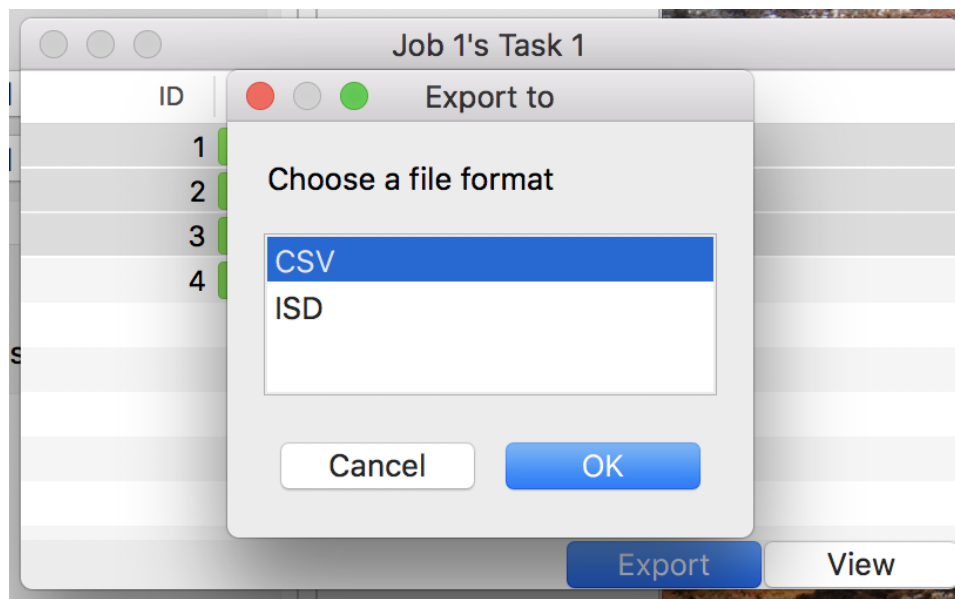 Job 1's Task 1
ID
Export to
1
2
3
4
Choose a file format
CSV
ISD
Cancel
OK
Export
View